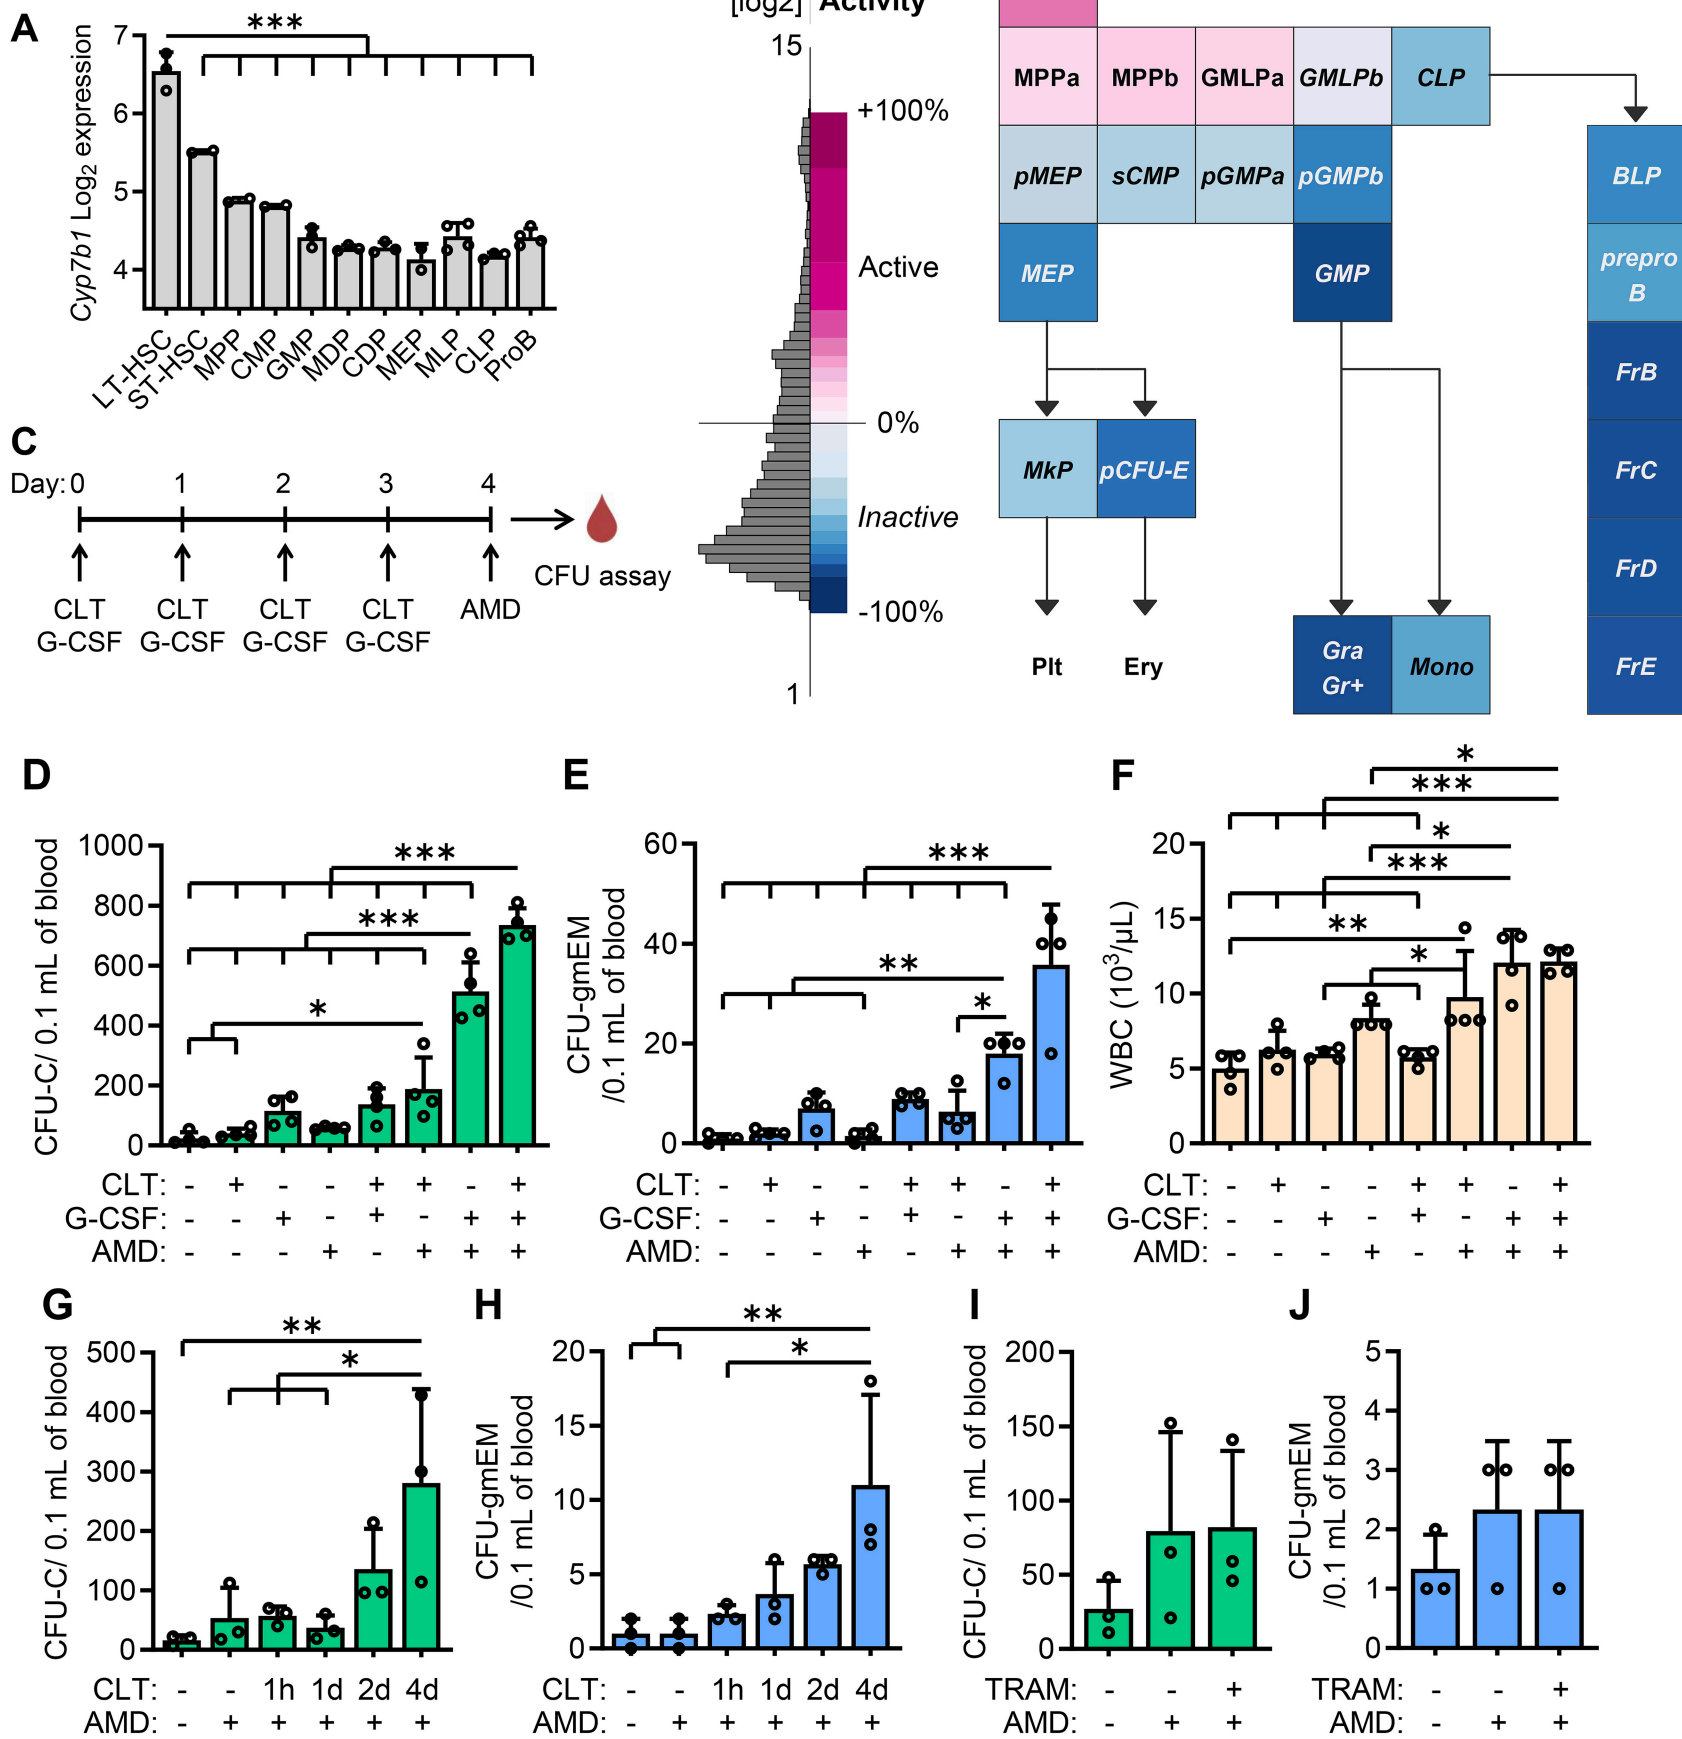 A
***
Cyp7b1 Log2 expression
7
6
5
4
LT-HSC
ST-HSC
MPP
CMP
GMP
MDP
CDP
MEP
MLP
CLP
ProB
[log2]
Activity
15
+100%
Active
0%
Inactive
-100%
1
MPPa
MPPb
GMLPa
GMLPb
CLP
pMEP
sCMP
pGMPa
pGMPb
BLP
MEP
GMP
prepro
B
FrB
MkP
pCFU-E
FrC
FrD
Plt
Ery
Gra
Gr+
Mono
FrE
C
Day: 0 1 2 3 4
CLT CLT CLT CLT AMD
G-CSF G-CSF G-CSF G-CSF
CFU assay
D
CFU-C/ 0.1 mL of blood
1000
800
600
400
200
0
***
***
*
CLT: - + - - + + - +
G-CSF: - - + - + - + +
AMD: - - - + - + + +
E
CFU-gmEM
/0.1 mL of blood
60
40
20
0
***
**
*
CLT: - + - - + + - +
G-CSF: - - + - + - + +
AMD: - - - + - + + +
F
WBC (10³/µL)
20
15
10
5
0
*
***
*
***
**
*
CLT: - + - - + + - +
G-CSF: - - + - + - + +
AMD: - - - + - + + +
G
CFU-C/ 0.1 mL of blood
500
400
300
200
100
0
**
*
CLT: - - 1h 1d 2d 4d
AMD: - + + + + +
H
CFU-gmEM
/0.1 mL of blood
20
15
10
5
0
**
*
CLT: - - 1h 1d 2d 4d
AMD: - + + + + +
I
CFU-C/ 0.1 mL of blood
200
150
100
50
0
TRAM: - - +
AMD: - + +
J
CFU-gmEM
/0.1 mL of blood
5
4
3
2
1
0
TRAM: - - +
AMD: - + +